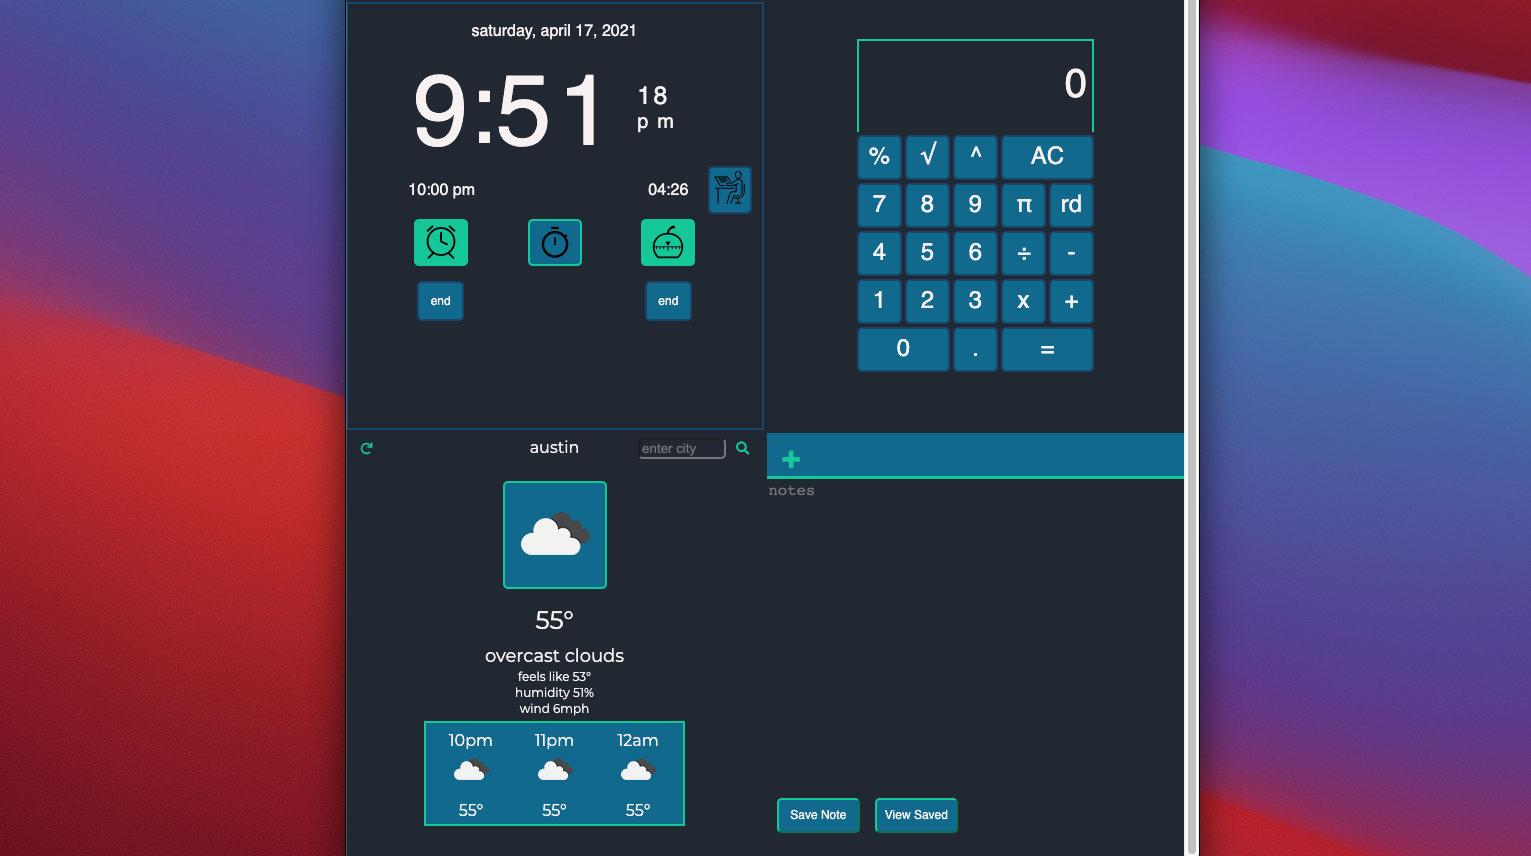 saturday, april 17, 2021
9:51
18
p m
10:00 pm
04:26
end
end
0
% √ ^ AC
7 8 9 π rd
4 5 6 ÷ -
1 2 3 x +
0 . =
austin
enter city
55°
overcast clouds
feels like 53°
humidity 51%
wind 6mph
10pm 11pm 12am
55° 55° 55°
+
notes
Save Note
View Saved